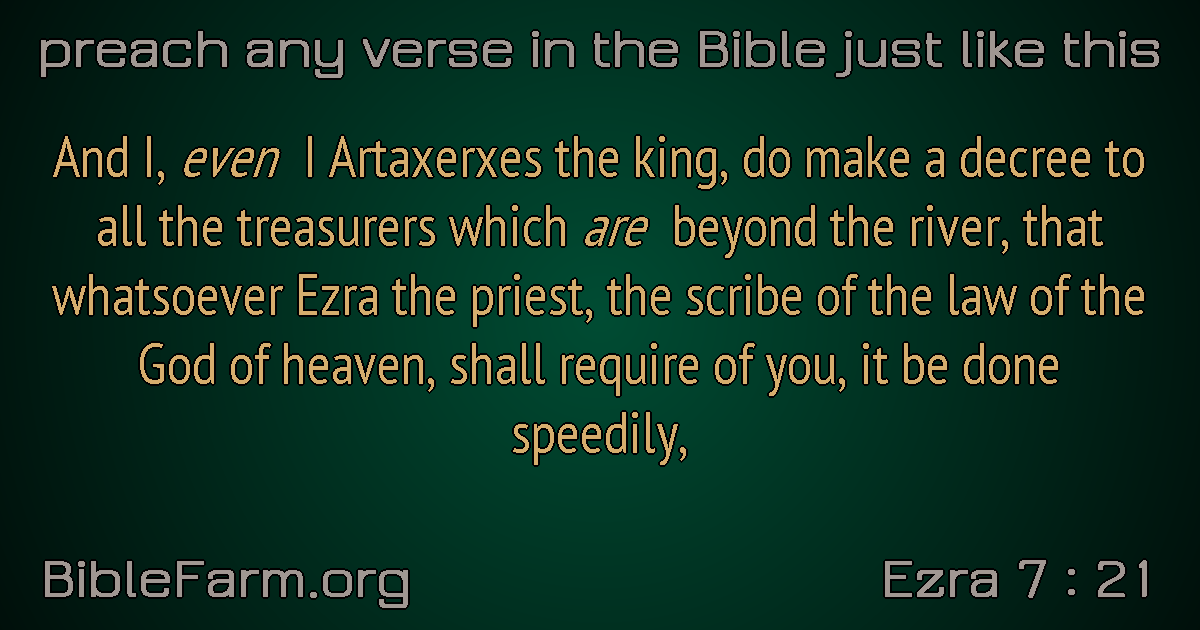 preach any verse in the Bible just like this
And I, even I Artaxerxes the king, do make a decree to
all the treasurers which are beyond the river, that
whatsoever Ezra the priest, the scribe of the law of the
God of heaven, shall require of you, it be done
speedily,
BibleFarm.org
Ezra 7 : 21